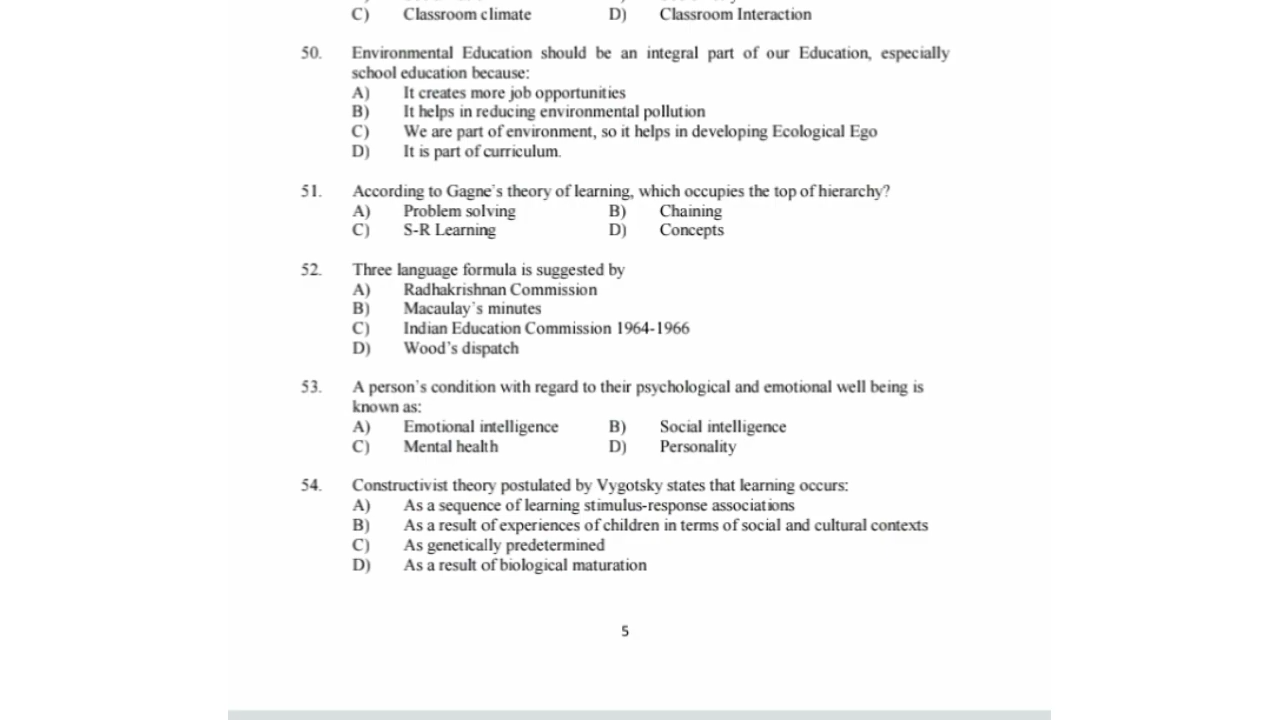 C) Classroom climate D) Classroom Interaction
50. Environmental Education should be an integral part of our Education, especially
school education because:
A) It creates more job opportunities
B) It helps in reducing environmental pollution
C) We are part of environment, so it helps in developing Ecological Ego
D) It is part of curriculum.
51. According to Gagne's theory of learning, which occupies the top of hierarchy?
A) Problem solving B) Chaining
C) S-R Learning D) Concepts
52. Three language formula is suggested by
A) Radhakrishnan Commission
B) Macaulay's minutes
C) Indian Education Commission 1964-1966
D) Wood's dispatch
53. A person's condition with regard to their psychological and emotional well being is
known as:
A) Emotional intelligence B) Social intelligence
C) Mental health D) Personality
54. Constructivist theory postulated by Vygotsky states that learning occurs:
A) As a sequence of learning stimulus-response associations
B) As a result of experiences of children in terms of social and cultural contexts
C) As genetically predetermined
D) As a result of biological maturation
5